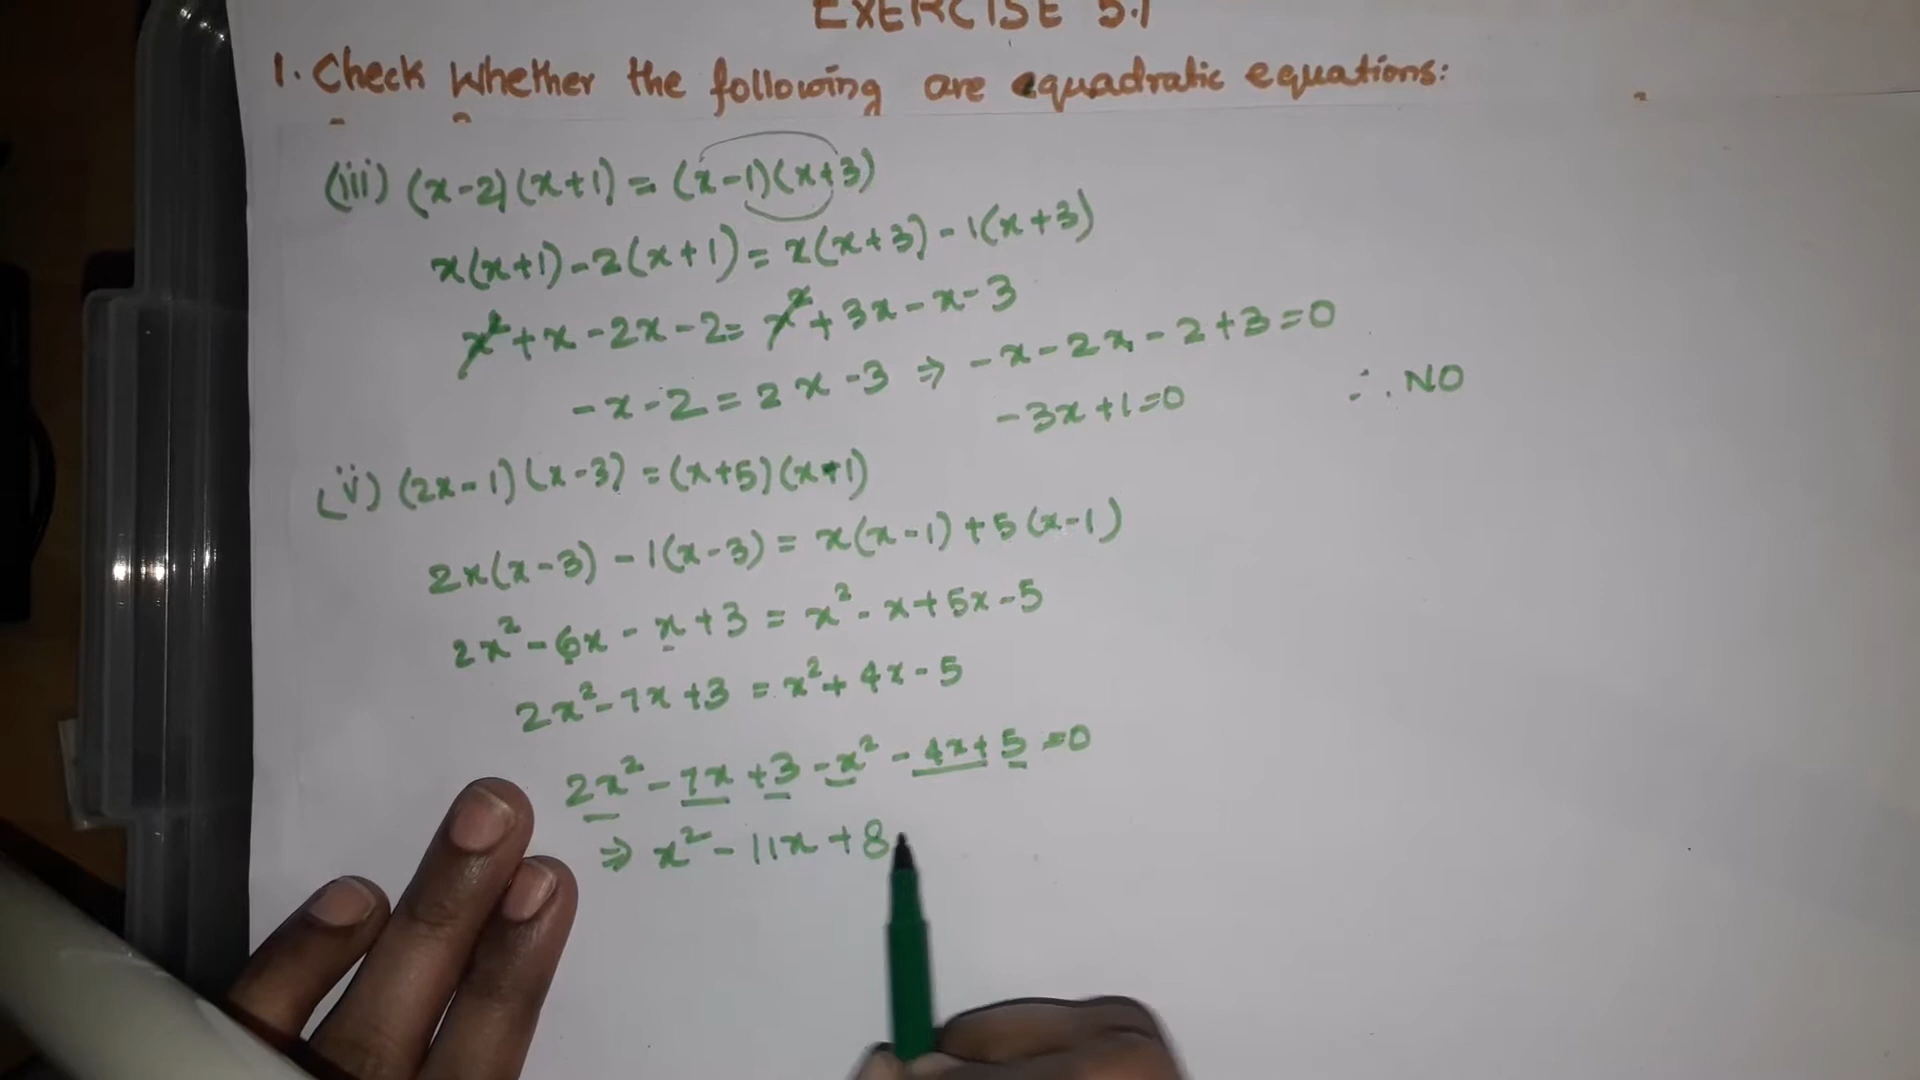 EXERCISE 5.1
1. Check Whether the following are equadratic equations:
(iii) (x-2)(x+1) = (x-1)(x+3)
x(x+1)-2(x+1) = x(x+3)-1(x+3)
x²+x-2x-2= x²+3x-x-3
-x-2=2x-3 ⇒ -x-2x-2+3=0
-3x+1=0 ∴ NO
(v) (2x-1)(x-3) = (x+5)(x-1)
2x(x-3) -1(x-3) = x(x-1)+5(x-1)
2x²-6x-x+3 = x²-x+5x-5
2x²-7x+3 = x²+4x-5
2x²-7x+3-x²-4x+5=0
⇒ x²-11x+8